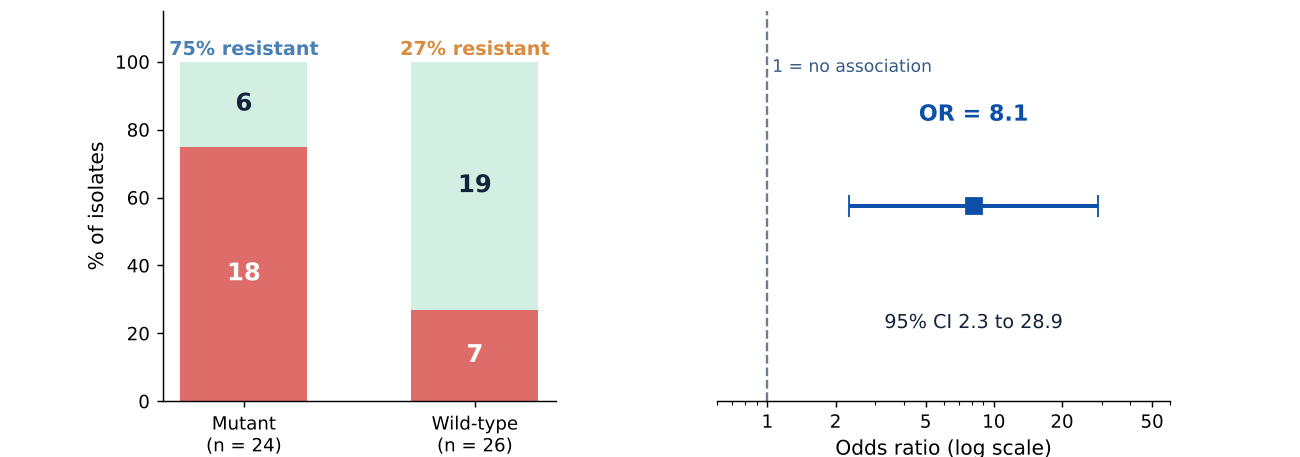 75% resistant
27% resistant
% of isolates
100
80
60
40
20
0
6
18
19
7
Mutant
(n = 24)
Wild-type
(n = 26)
1 = no association
OR = 8.1
95% CI 2.3 to 28.9
1
2
5
10
20
50
Odds ratio (log scale)